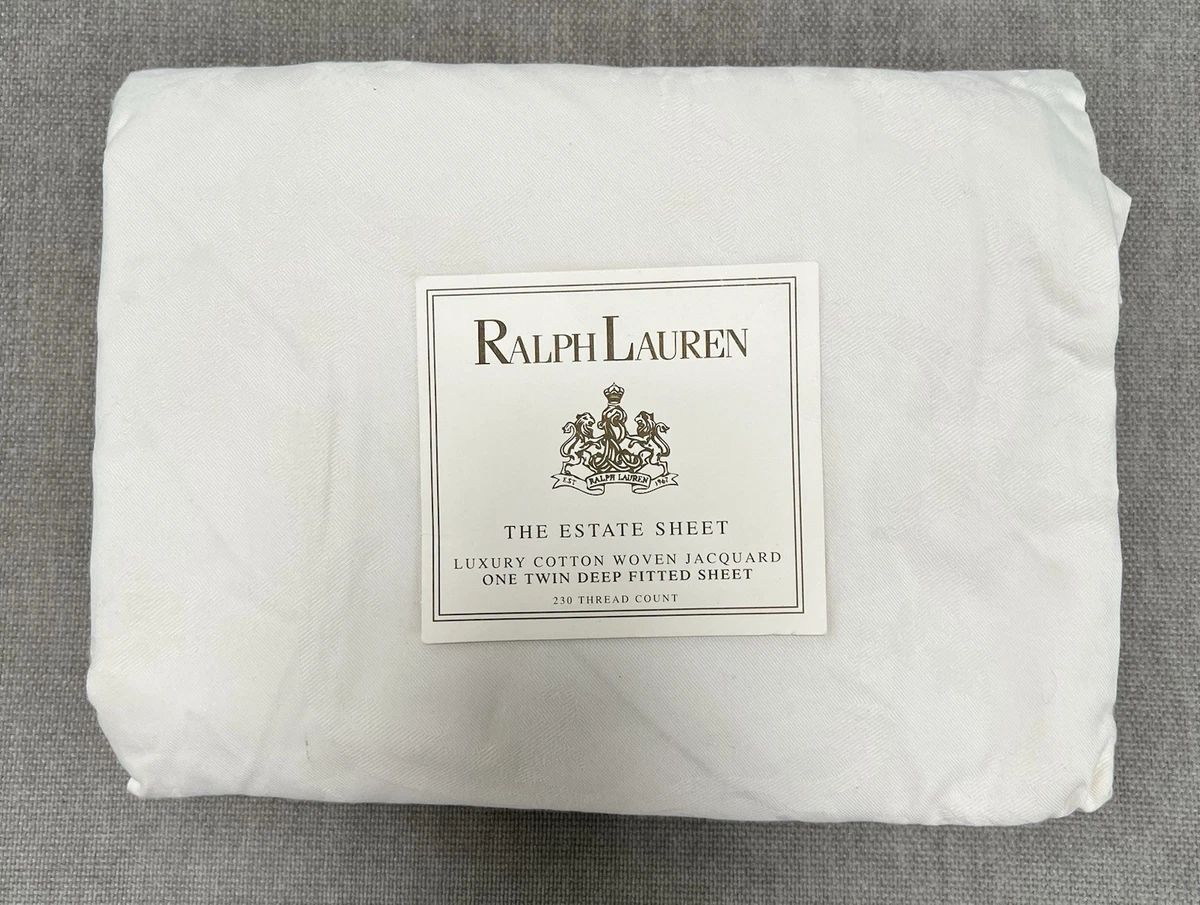 RALPH LAUREN
EST RALPH LAUREN 1967
THE ESTATE SHEET
LUXURY COTTON WOVEN JACQUARD
ONE TWIN DEEP FITTED SHEET
230 THREAD COUNT